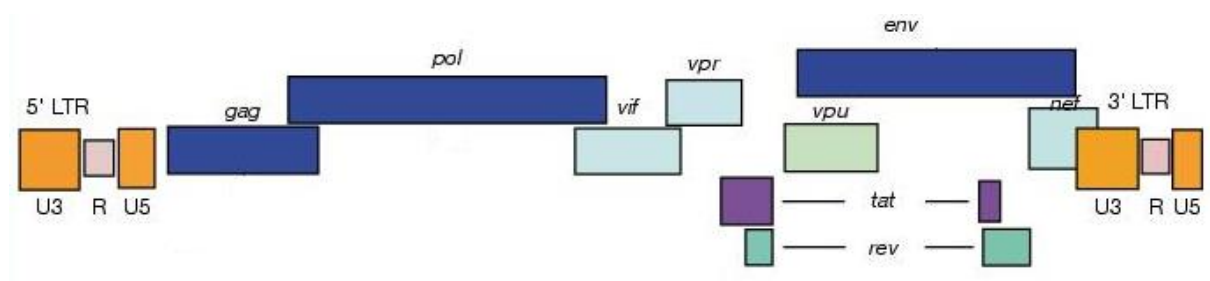 env
pol
vpr
5' LTR
gag
vif
vpu
nef
3' LTR
U3 R U5
tat
U3 R U5
rev